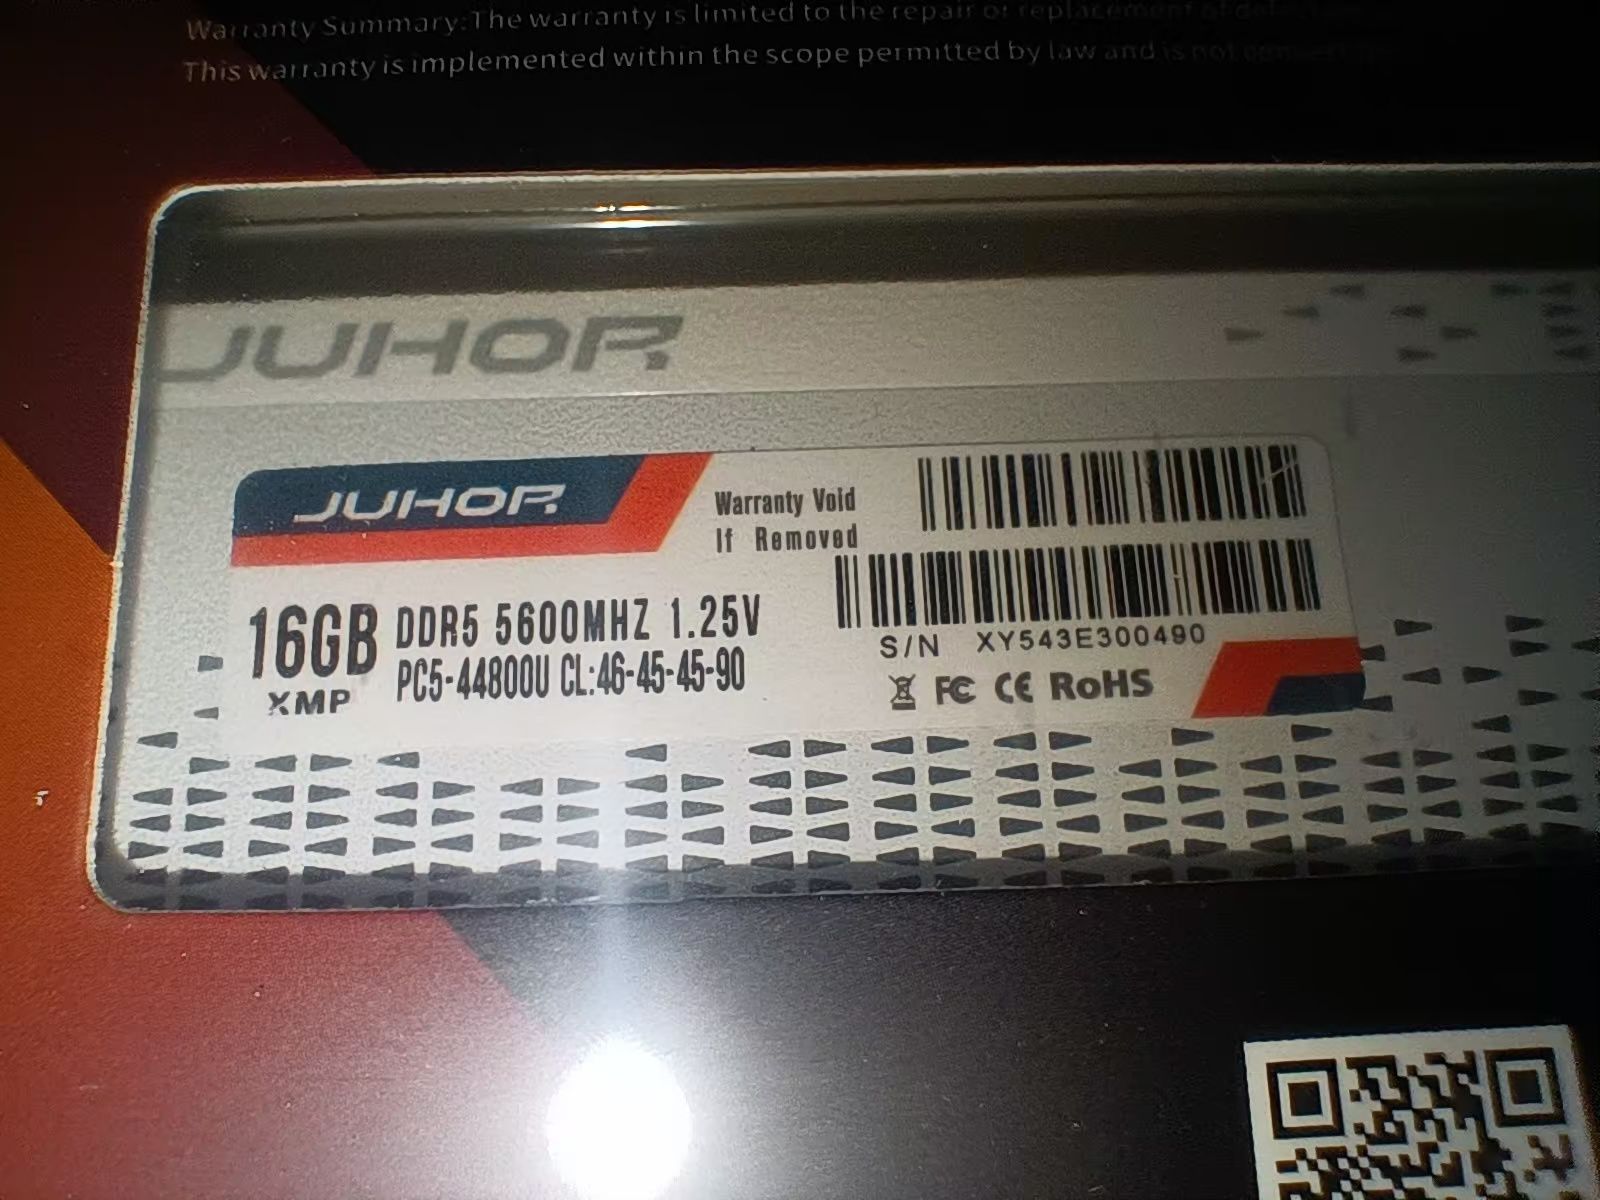 Warranty Summary:The warranty is limited to the repair or replacement of
This warranty is implemented within the scope permitted by law and is not
JUHOR
JUHOR
Warranty Void
If Removed
16GB
XMP
DDR5 5600MHZ 1.25V
PC5-44800U CL:46-45-45-90
S/N XY543E300490
FC CE RoHS